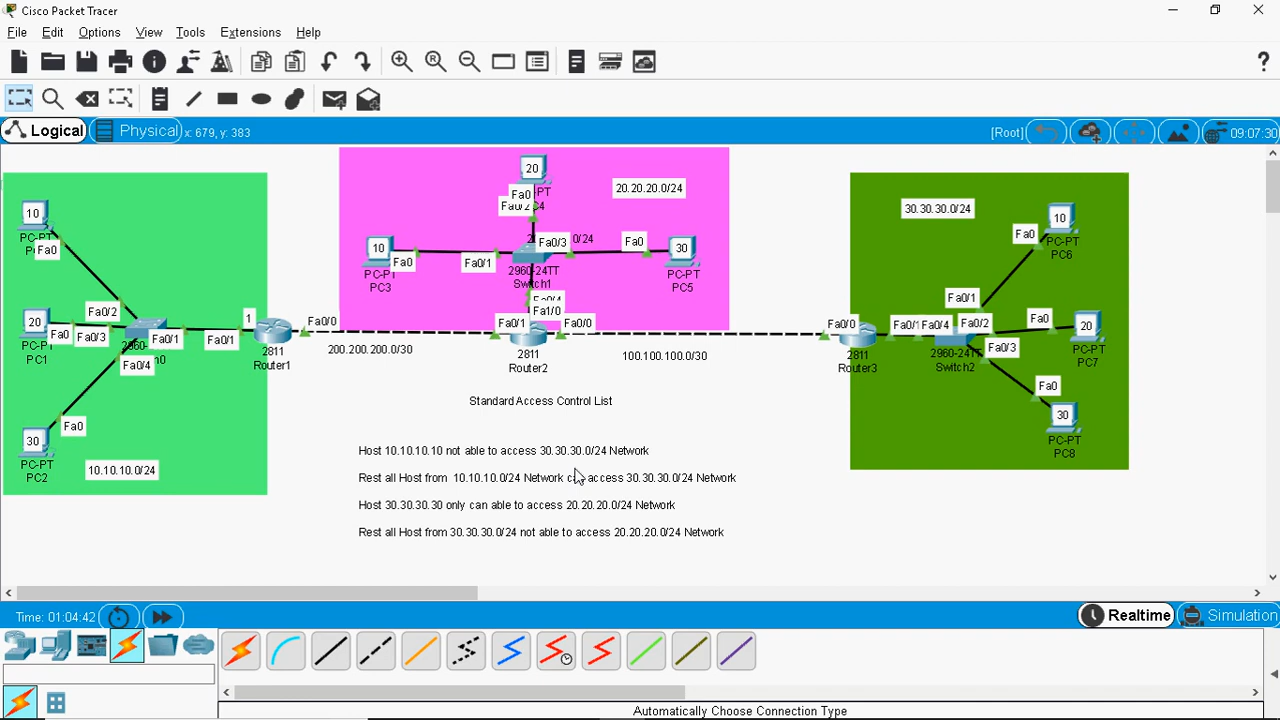 Cisco Packet Tracer
File Edit Options View Tools Extensions Help
Logical Physical x: 679, y: 383 [Root] 09:07:30
20
Fa0
Fa0/2
20.20.20.0/24
10
PC-PT
PC3
Fa0
Fa0/1
Fa0/3
0/24
Fa0
30
PC-PT
PC5
2960-24TT
Switch1
Fa1/0
10
Fa0
20
PC-PT
PC1
Fa0
Fa0/3
Fa0/2
Fa0/1
Fa0/4
Fa0/1
1
2811
Router1
Fa0/0
30
PC-PT
PC2
Fa0
10.10.10.0/24
200.200.200.0/30
Fa0/1
Fa0/0
2811
Router2
100.100.100.0/30
Fa0/0
2811
Router3
30.30.30.0/24
10
PC-PT
PC6
Fa0
Fa0/1
Fa0/4
Fa0/2
Fa0/3
Fa0/1
2960-24TT
Switch2
Fa0
20
PC-PT
PC7
Fa0
30
PC-PT
PC8
Standard Access Control List
Host 10.10.10.10 not able to access 30.30.30.0/24 Network
Rest all Host from 10.10.10.0/24 Network can access 30.30.30.0/24 Network
Host 30.30.30.30 only can able to access 20.20.20.0/24 Network
Rest all Host from 30.30.30.0/24 not able to access 20.20.20.0/24 Network
Time: 01:04:42 Realtime Simulation
Automatically Choose Connection Type